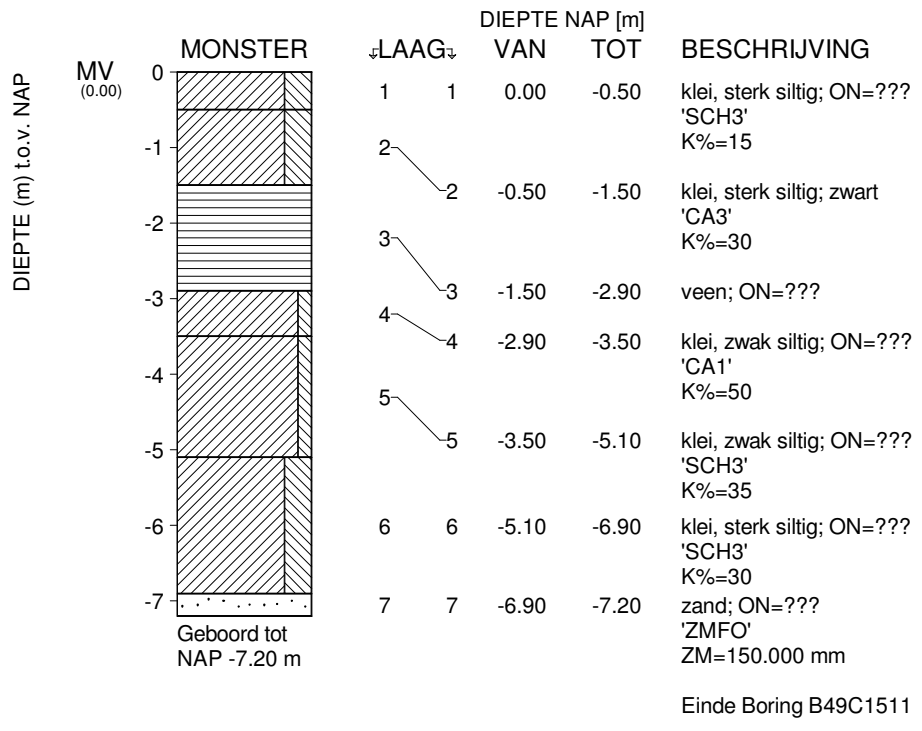 DIEPTE NAP [m]
MONSTER LAAG VAN TOT BESCHRIJVING
DIEPTE (m) t.o.v. NAP
MV
(0.00)
0
-1
-2
-3
-4
-5
-6
-7
1 1 0.00 -0.50 klei, sterk siltig; ON=???
'SCH3'
K%=15
2
2 -0.50 -1.50 klei, sterk siltig; zwart
'CA3'
K%=30
3
3 -1.50 -2.90 veen; ON=???
4
4 -2.90 -3.50 klei, zwak siltig; ON=???
'CA1'
K%=50
5
5 -3.50 -5.10 klei, zwak siltig; ON=???
'SCH3'
K%=35
6 6 -5.10 -6.90 klei, sterk siltig; ON=???
'SCH3'
K%=30
7 7 -6.90 -7.20 zand; ON=???
'ZMFO'
ZM=150.000 mm
Geboord tot
NAP -7.20 m
Einde Boring B49C1511